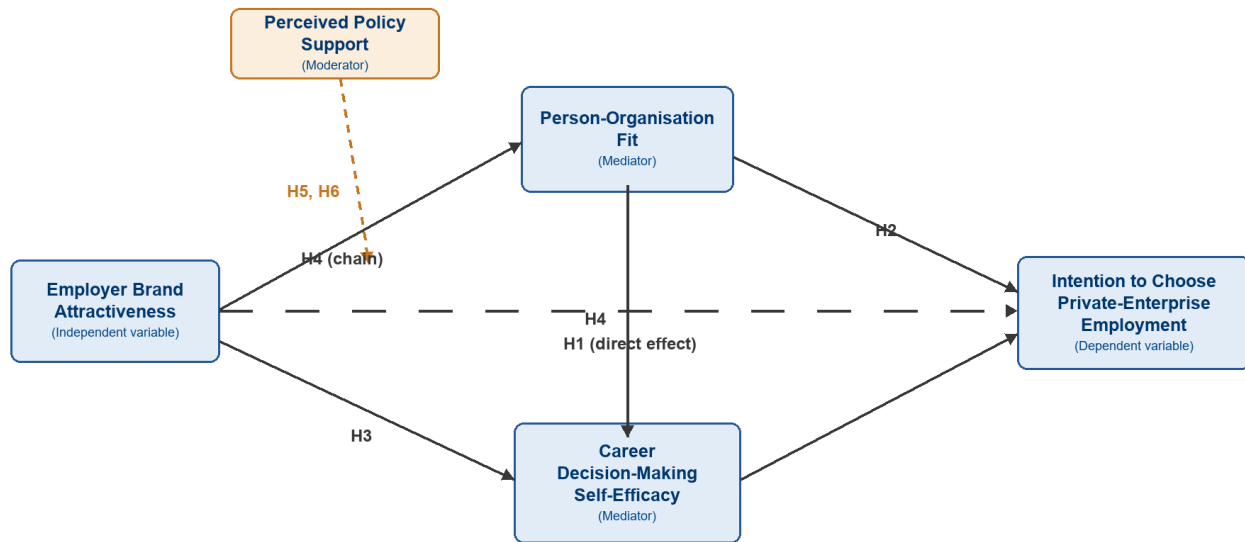 Perceived Policy
Support
(Moderator)
Person-Organisation
Fit
(Mediator)
H5, H6
H2
H4 (chain)
Employer Brand
Attractiveness
(Independent variable)
Intention to Choose
Private-Enterprise
Employment
(Dependent variable)
H4
H1 (direct effect)
H3
Career
Decision-Making
Self-Efficacy
(Mediator)